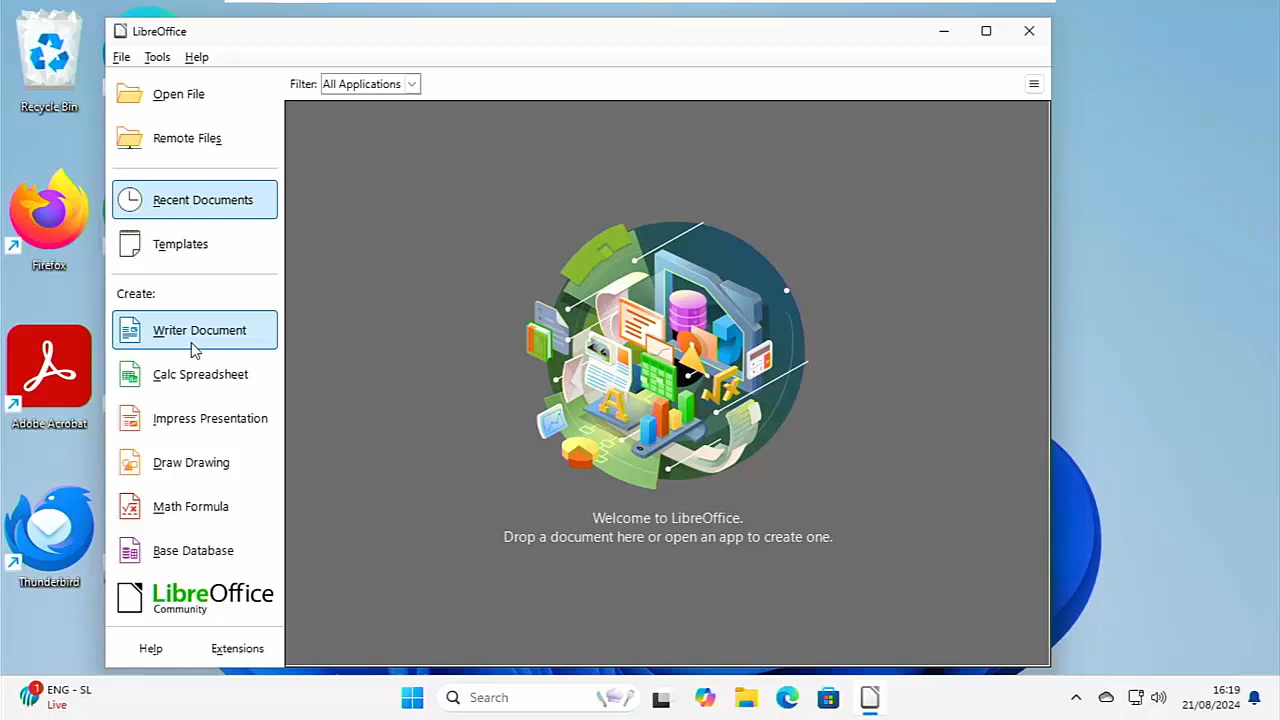 LibreOffice
File
Tools
Help
Open File
Filter:
All Applications
Remote Files
Recent Documents
Templates
Create:
Writer Document
Calc Spreadsheet
Impress Presentation
Draw Drawing
Math Formula
Base Database
LibreOffice
Community
Help
Extensions
Welcome to LibreOffice.
Drop a document here or open an app to create one.
Recycle Bin
Firefox
Adobe Acrobat
Thunderbird
1
ENG - SL
Live
Search
16:19
21/08/2024